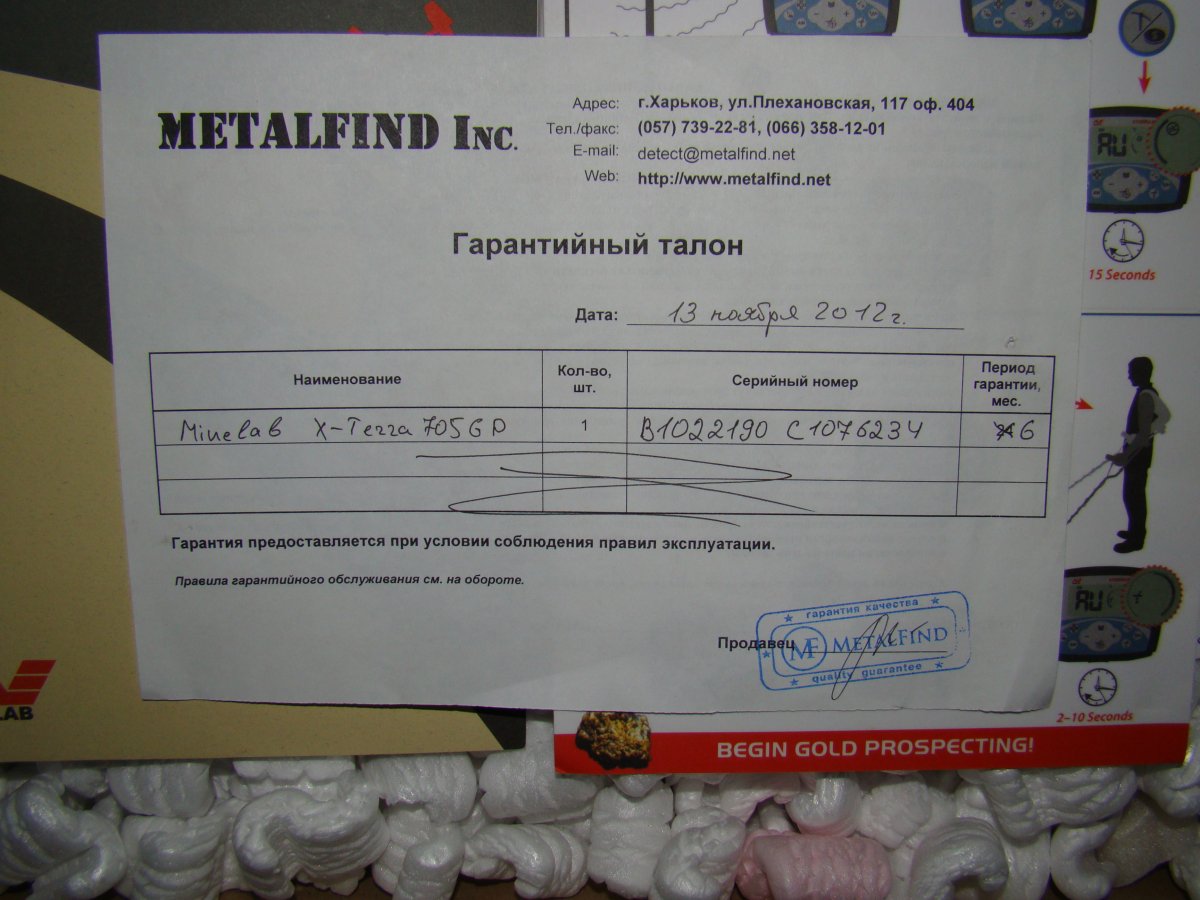 METALFIND INC.
Адрес: г.Харьков, ул.Плехановская, 117 оф. 404
Тел./факс: (057) 739-22-81, (066) 358-12-01
E-mail: detect@metalfind.net
Web: http://www.metalfind.net
Гарантийный талон
Дата: 13 ноября 2012г.
Наименование Кол-во, шт. Серийный номер Период гарантии, мес.
Minelab X-Terra 705GP 1 B1022190 C1076234 6
Гарантия предоставляется при условии соблюдения правил эксплуатации.
Правила гарантийного обслуживания см. на обороте.
Продавец
гарантия качества
MF METALFIND
quality guarantee
AU
15 Seconds
AU
2–10 Seconds
BEGIN GOLD PROSPECTING!
LAB